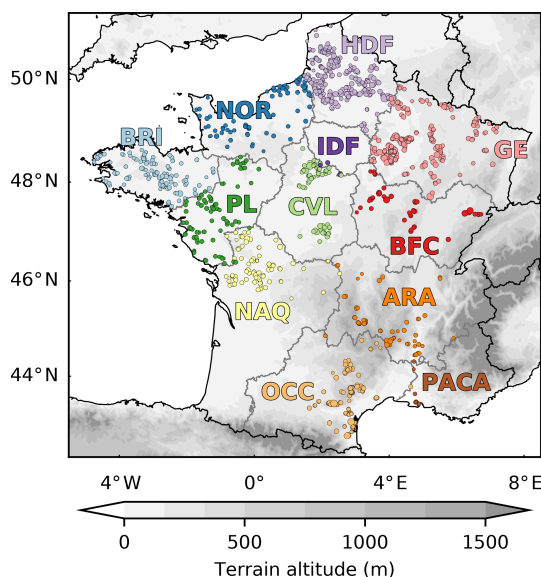 HDF
50°N
NOR
BRI
IDF
GE
48°N
PL
CVL
BFC
46°N
NAQ
ARA
44°N
OCC
PACA
4°W
0°
4°E
8°E
0
500
1000
1500
Terrain altitude (m)